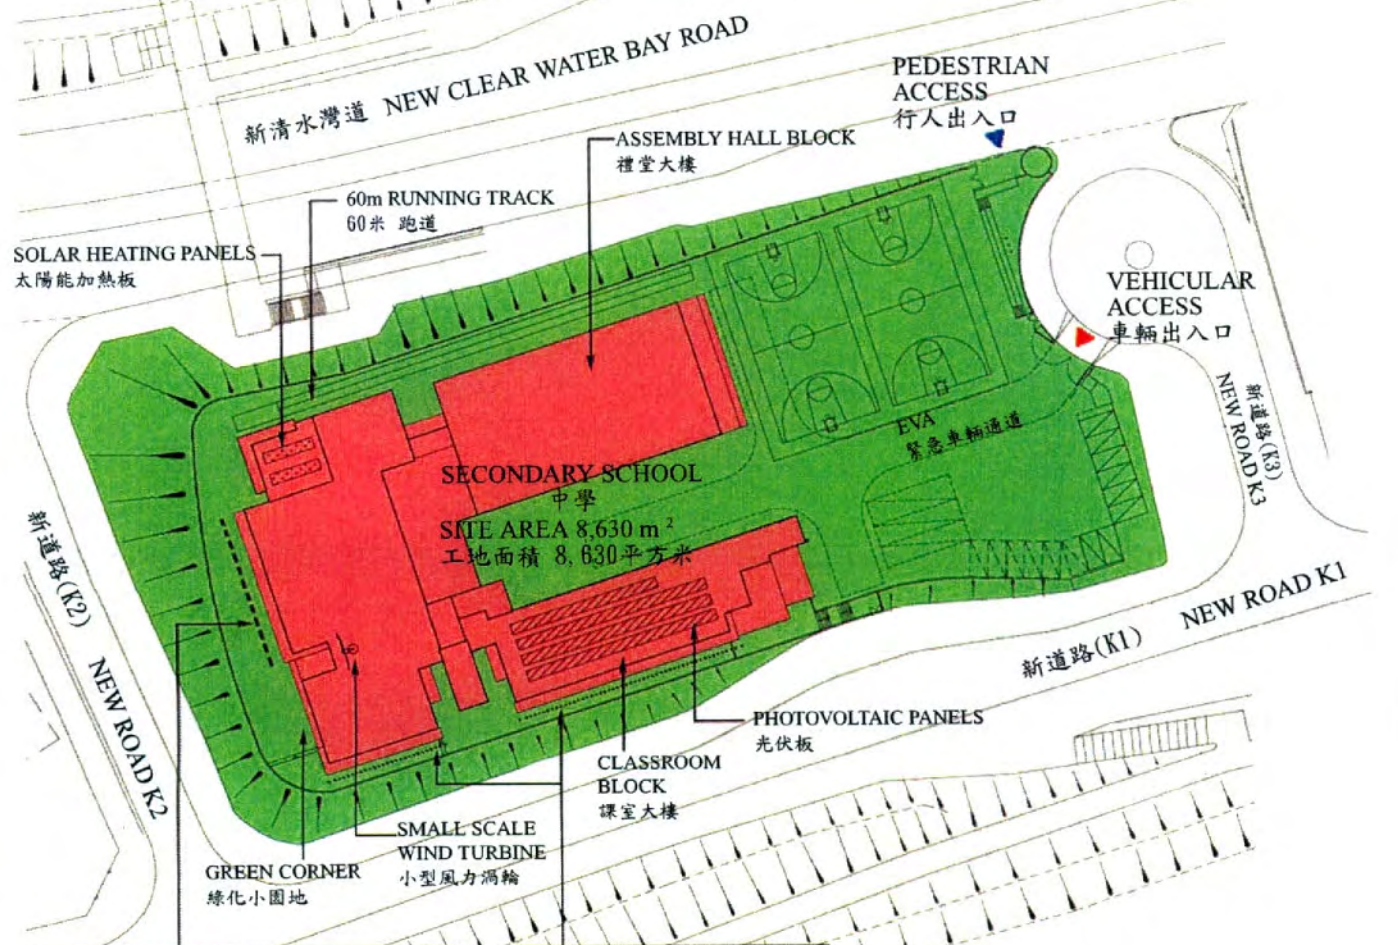 新清水灣道 NEW CLEAR WATER BAY ROAD
PEDESTRIAN
ACCESS
行人出入口
ASSEMBLY HALL BLOCK
禮堂大樓
60m RUNNING TRACK
60米 跑道
SOLAR HEATING PANELS
太陽能加熱板
VEHICULAR
ACCESS
車輛出入口
新道路(K3)
NEW ROAD K3
EVA
緊急車輛通道
SECONDARY SCHOOL
中學
SITE AREA 8,630 m²
工地面積 8,630平方米
新道路(K2)
NEW ROAD K2
新道路(K1) NEW ROAD K1
PHOTOVOLTAIC PANELS
光伏板
CLASSROOM
BLOCK
課室大樓
SMALL SCALE
WIND TURBINE
小型風力渦輪
GREEN CORNER
綠化小園地